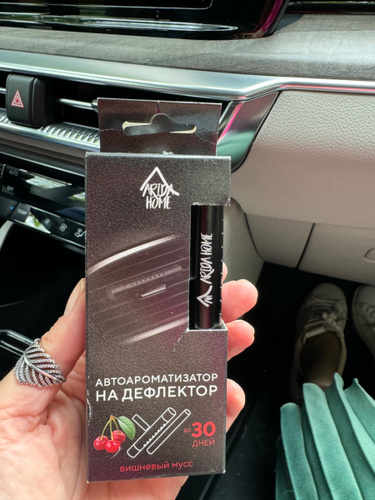 ARIDA
HOME
ARIDA HOME
АВТОАРОМАТИЗАТОР
НА ДЕФЛЕКТОР
до 30
ДНЕЙ
вишневый мусс